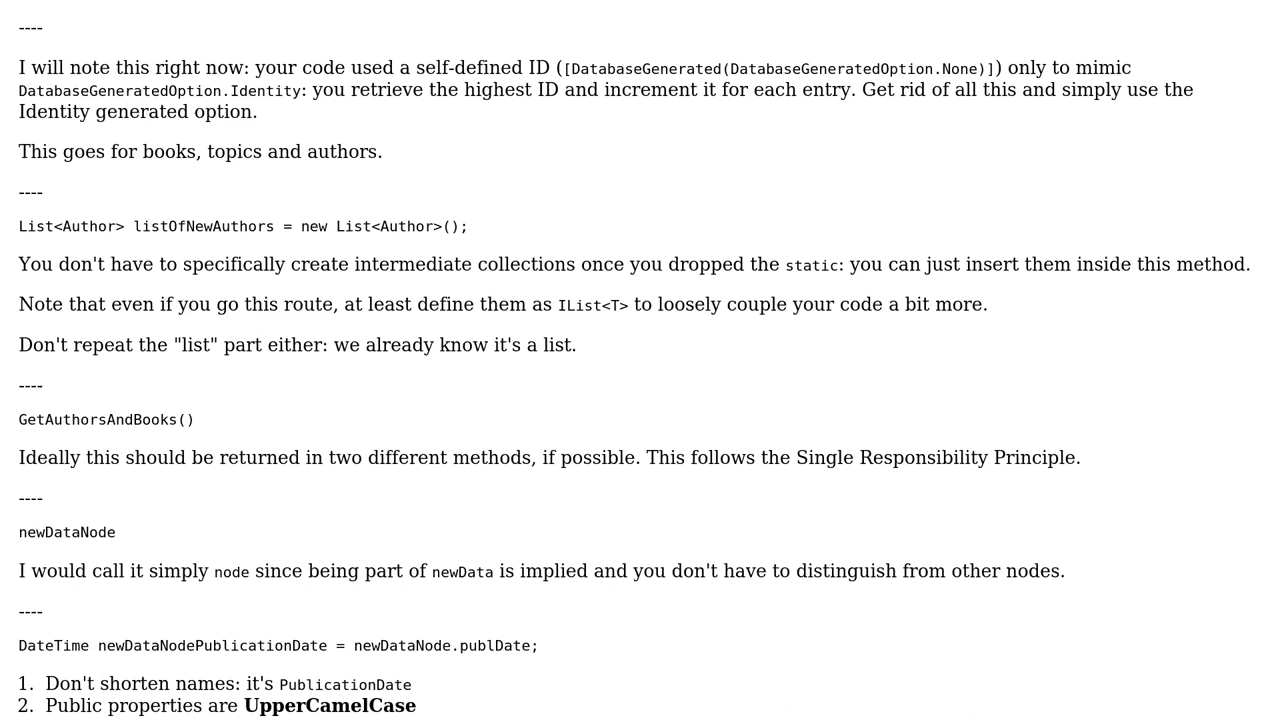 ----
I will note this right now: your code used a self-defined ID ([DatabaseGenerated(DatabaseGeneratedOption.None)]) only to mimic
DatabaseGeneratedOption.Identity: you retrieve the highest ID and increment it for each entry. Get rid of all this and simply use the
Identity generated option.
This goes for books, topics and authors.
----
List<Author> listOfNewAuthors = new List<Author>();
You don't have to specifically create intermediate collections once you dropped the static: you can just insert them inside this method.
Note that even if you go this route, at least define them as IList<T> to loosely couple your code a bit more.
Don't repeat the "list" part either: we already know it's a list.
----
GetAuthorsAndBooks()
Ideally this should be returned in two different methods, if possible. This follows the Single Responsibility Principle.
----
newDataNode
I would call it simply node since being part of newData is implied and you don't have to distinguish from other nodes.
----
DateTime newDataNodePublicationDate = newDataNode.publDate;
1. Don't shorten names: it's PublicationDate
2. Public properties are UpperCamelCase